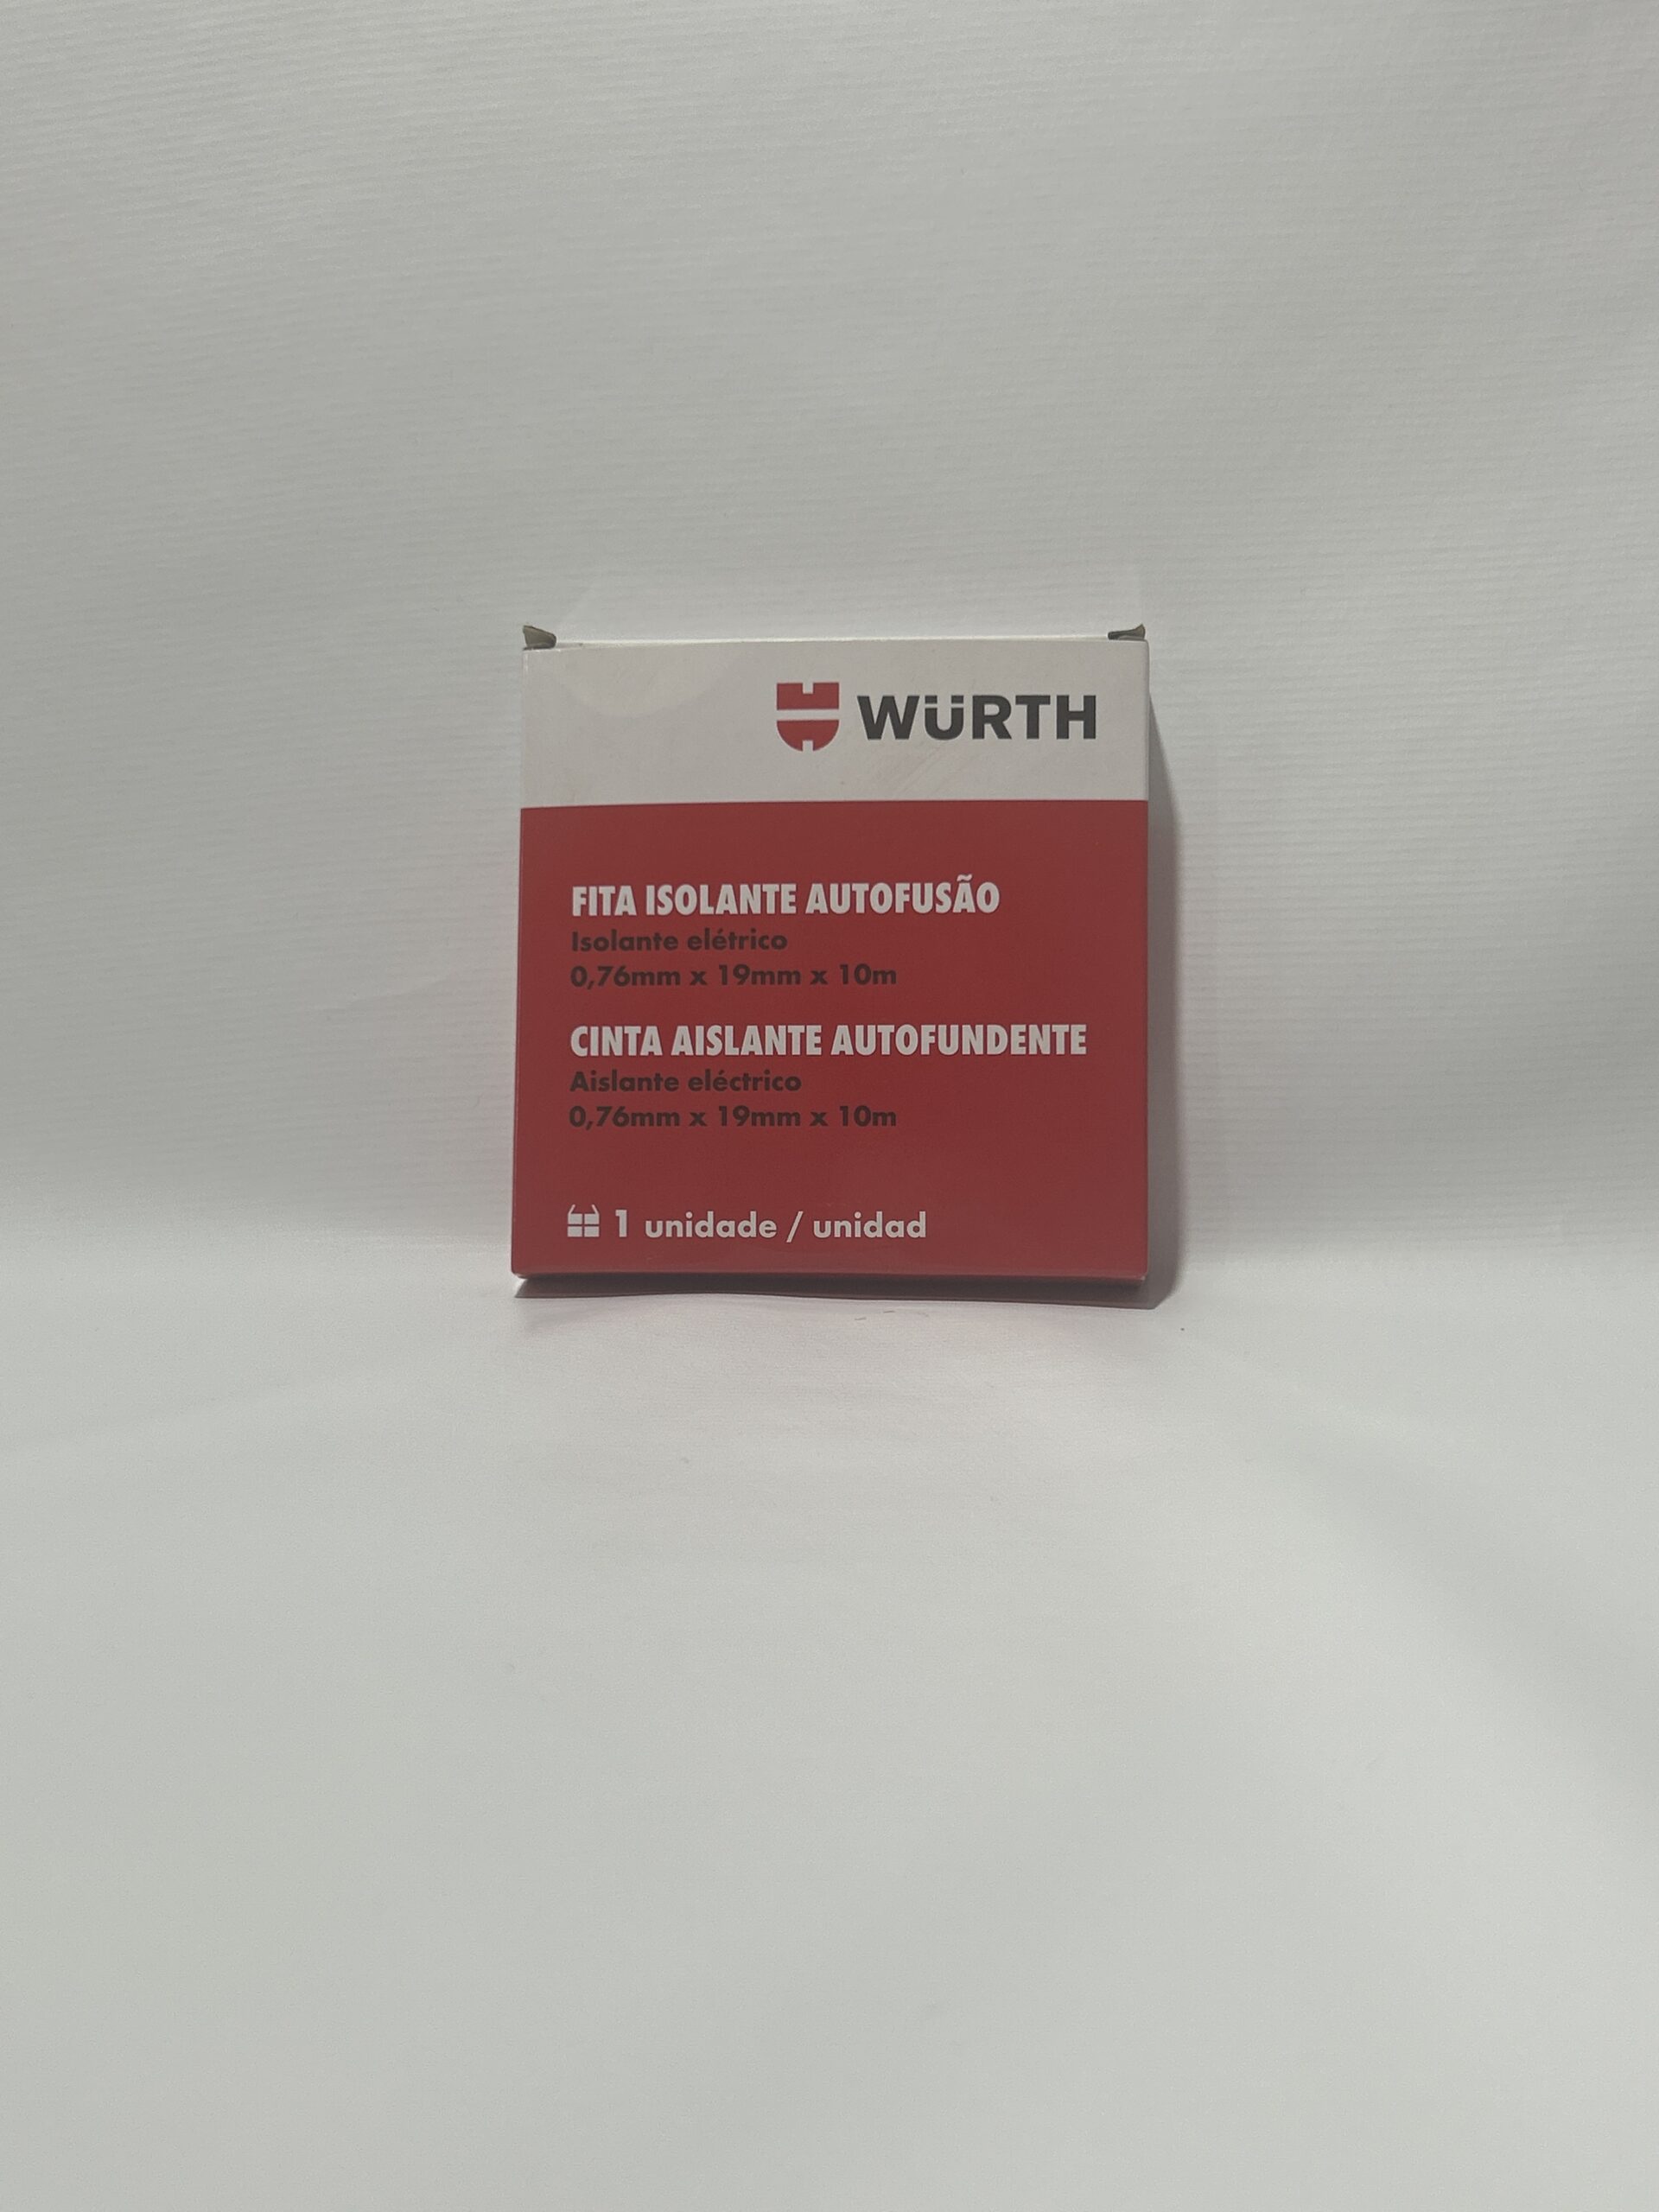 WÜRTH
FITA ISOLANTE AUTOFUSÃO
Isolante elétrico
0,76mm x 19mm x 10m
CINTA AISLANTE AUTOFUNDENTE
Aislante eléctrico
0,76mm x 19mm x 10m
1 unidade / unidad